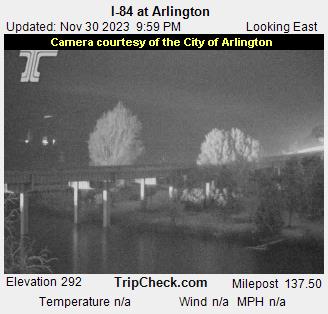 I-84 at Arlington
Updated: Nov 30 2023 9:59 PM Looking East
Camera courtesy of the City of Arlington
Elevation 292 TripCheck.com Milepost 137.50
Temperature n/a Wind n/a MPH n/a